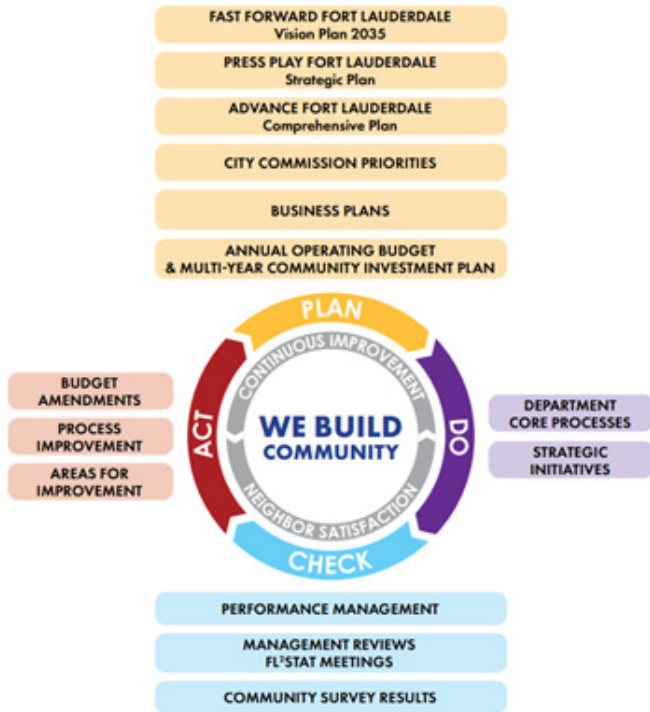 FAST FORWARD FORT LAUDERDALE
Vision Plan 2035
PRESS PLAY FORT LAUDERDALE
Strategic Plan
ADVANCE FORT LAUDERDALE
Comprehensive Plan
CITY COMMISSION PRIORITIES
BUSINESS PLANS
ANNUAL OPERATING BUDGET
& MULTI-YEAR COMMUNITY INVESTMENT PLAN
PLAN
CONTINUOUS IMPROVEMENT
BUDGET
AMENDMENTS
PROCESS
IMPROVEMENT
AREAS FOR
IMPROVEMENT
ACT
WE BUILD
COMMUNITY
DO
DEPARTMENT
CORE PROCESSES
STRATEGIC
INITIATIVES
NEIGHBOR SATISFACTION
CHECK
PERFORMANCE MANAGEMENT
MANAGEMENT REVIEWS
FL²STAT MEETINGS
COMMUNITY SURVEY RESULTS